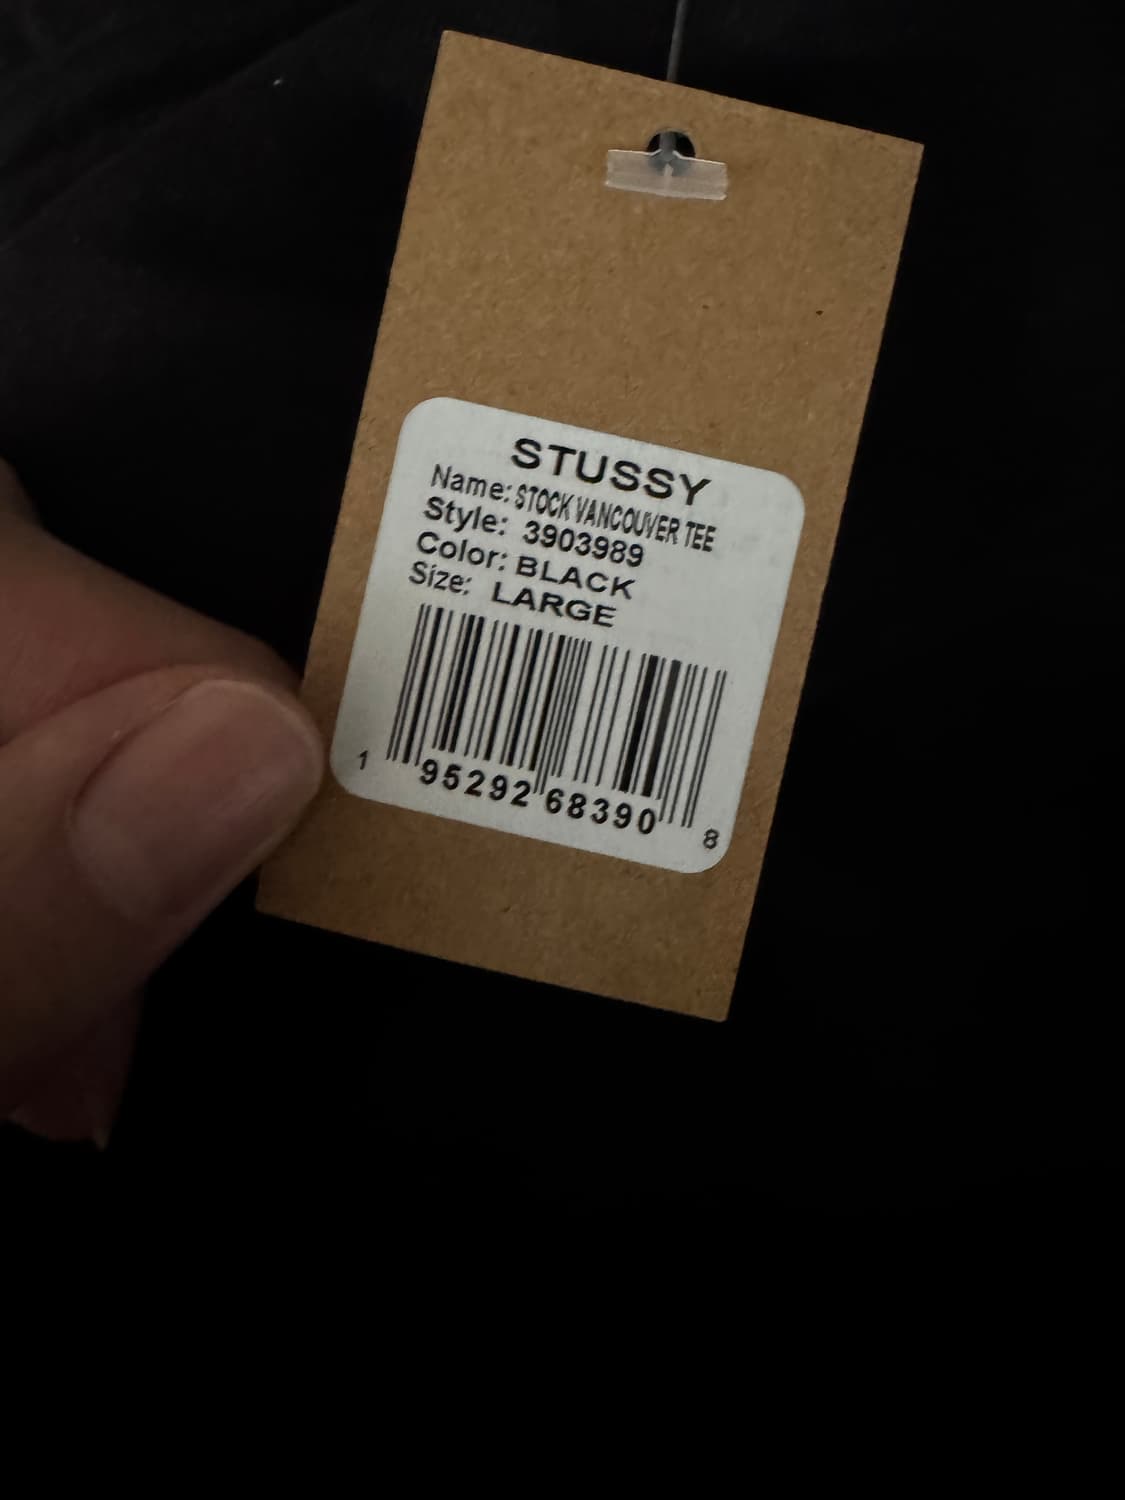 STUSSY
Name: STOCK VANCOUVER TEE
Style: 3903989
Color: BLACK
Size: LARGE
1 95292 68390 8